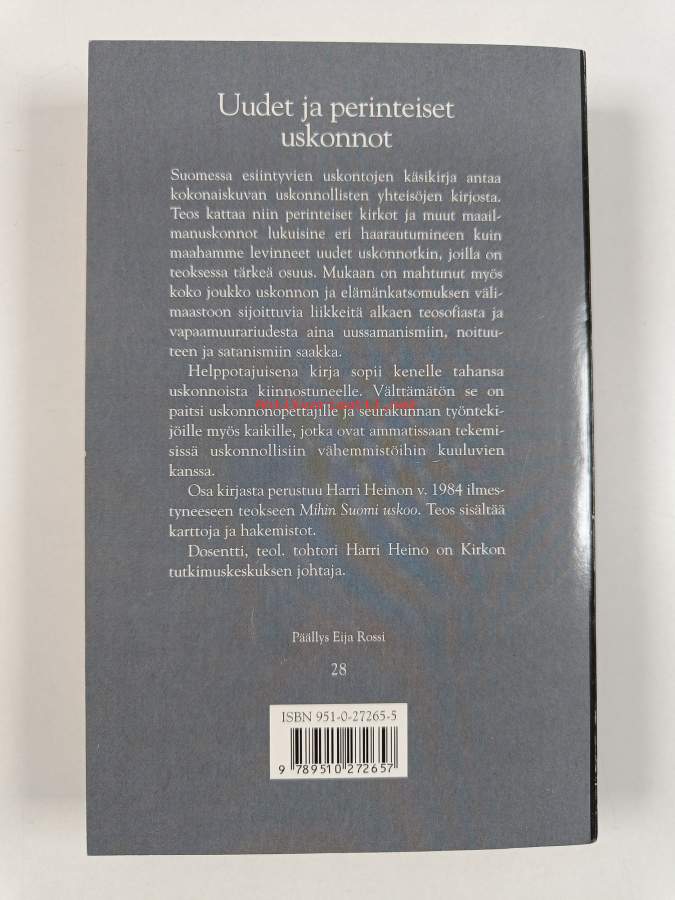 Uudet ja perinteiset
uskonnot
Suomessa esiintyvien uskontojen käsikirja antaa
kokonaiskuvan uskonnollisten yhteisöjen kirjosta.
Teos kattaa niin perinteiset kirkot ja muut maail-
manuskonnot lukuisine eri haarautumineen kuin
maahamme levinneet uudet uskonnotkin, joilla on
teoksessa tärkeä osuus. Mukaan on mahtunut myös
koko joukko uskonnon ja elämänkatsomuksen väli-
maastoon sijoittuvia liikkeitä alkaen teosofiasta ja
vapaamuurariudesta aina uussamanismiin, noituu-
teen ja satanismiin saakka.
Helppotajuisena kirja sopii kenelle tahansa
uskonnoista kiinnostuneelle. Välttämätön se on
paitsi uskonnonopettajille ja seurakunnan työnteki-
jöille myös kaikille, jotka ovat ammatissaan tekemi-
sissä uskonnollisiin vähemmistöihin kuuluvien
kanssa.
Osa kirjasta perustuu Harri Heinon v. 1984 ilmes-
tyneeseen teokseen Mihin Suomi uskoo. Teos sisältää
karttoja ja hakemistot.
Dosentti, teol. tohtori Harri Heino on Kirkon
tutkimuskeskuksen johtaja.
Päällys Eija Rossi
28
ISBN 951-0-27265-5
9 789510 272657